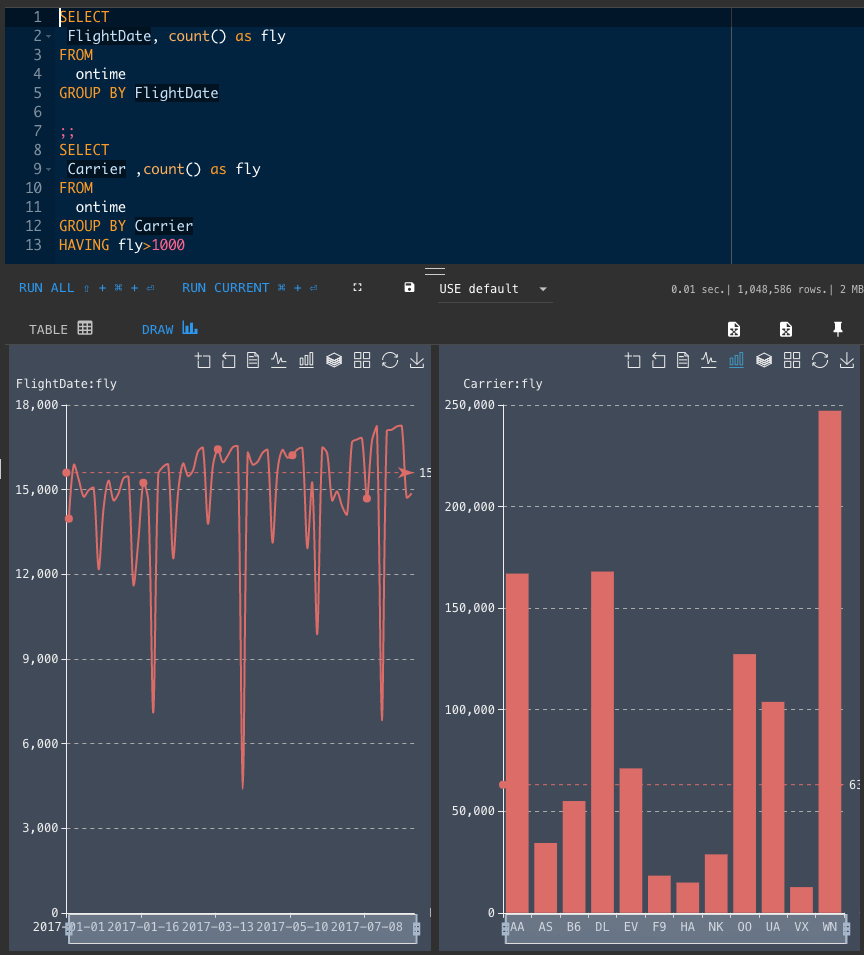 1 SELECT
2 FlightDate, count() as fly
3 FROM
4 ontime
5 GROUP BY FlightDate
6
7 ;;
8 SELECT
9 Carrier ,count() as fly
10 FROM
11 ontime
12 GROUP BY Carrier
13 HAVING fly>1000
RUN ALL ⇧ + ⌘ + ⏎ RUN CURRENT ⌘ + ⏎ USE default 0.01 sec.| 1,048,586 rows.| 2 MB
TABLE DRAW
FlightDate:fly
18,000
15
15,000
12,000
9,000
6,000
3,000
0
2017-01-01 2017-01-16 2017-03-13 2017-05-10 2017-07-08
Carrier:fly
250,000
200,000
150,000
100,000
63
50,000
0
AA AS B6 DL EV F9 HA NK OO UA VX WN